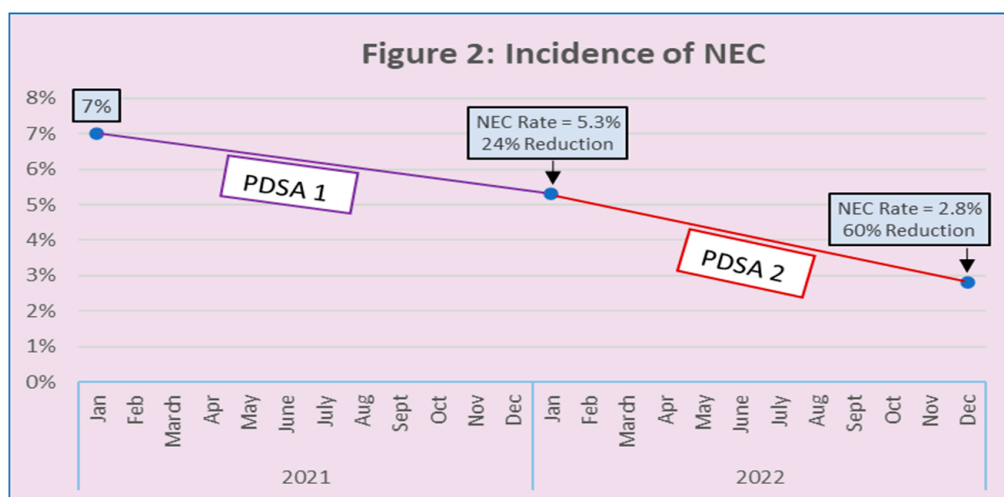 Figure 2: Incidence of NEC
8%
7%
6%
5%
4%
3%
2%
1%
0%
7%
NEC Rate = 5.3%
24% Reduction
NEC Rate = 2.8%
60% Reduction
PDSA 1
PDSA 2
Jan
Feb
March
Apr
May
June
July
Aug
Sept
Oct
Nov
Dec
Jan
Feb
March
Apr
May
June
July
Aug
Sept
Oct
Nov
Dec
2021
2022